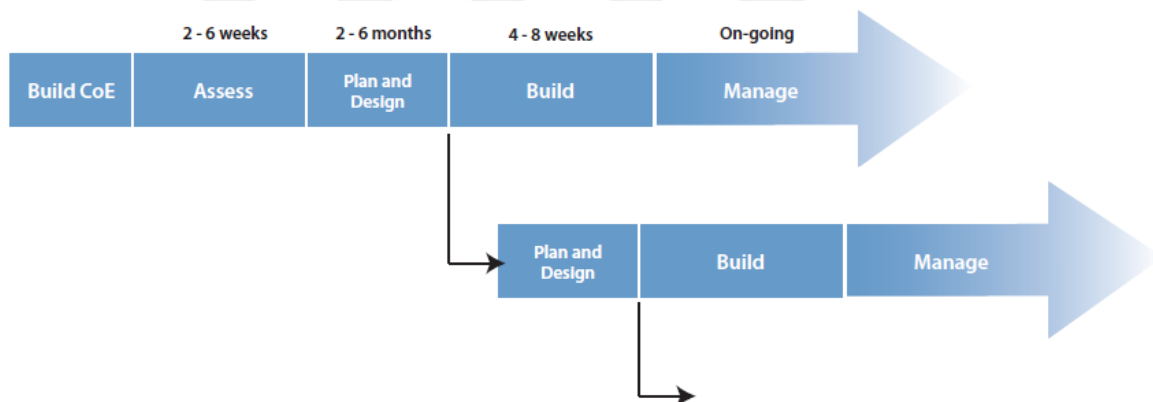 2 - 6 weeks 2 - 6 months 4 - 8 weeks On-going
Build CoE Assess Plan and Design Build Manage
Plan and Design Build Manage